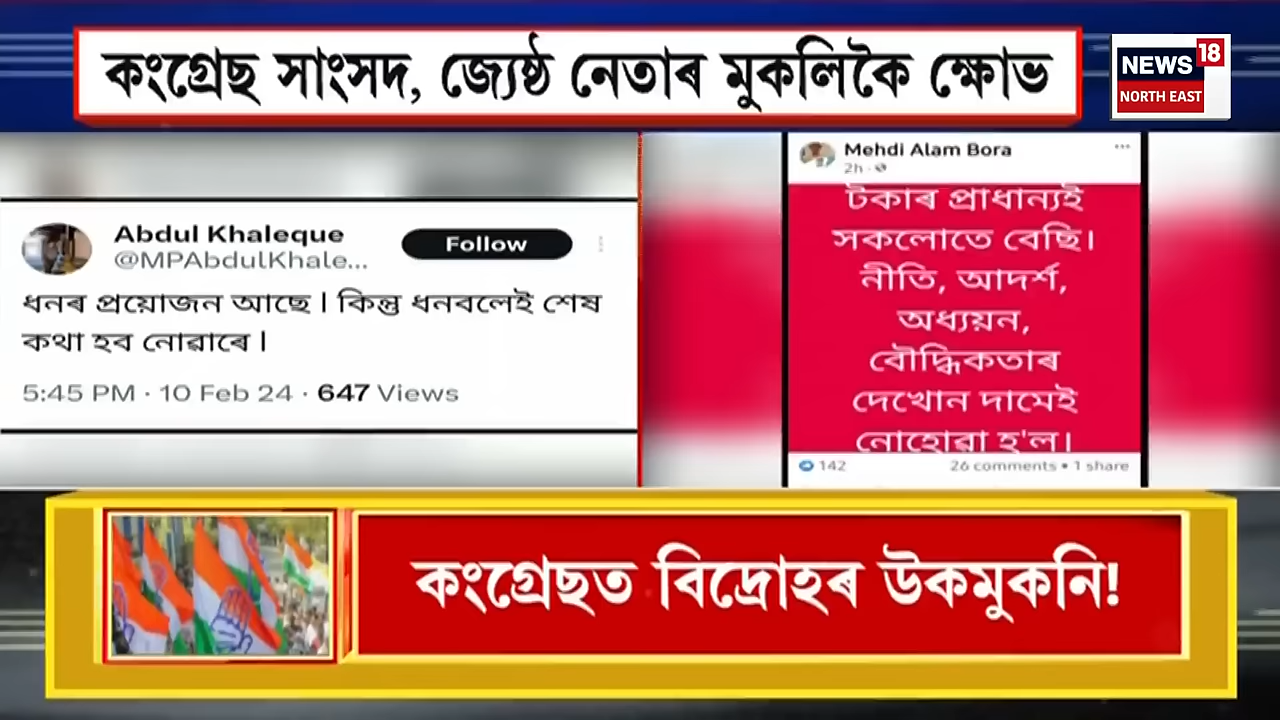 কংগ্ৰেছ সাংসদ, জ্যেষ্ঠ নেতাৰ মুকলিকৈ ক্ষোভ
NEWS 18
NORTH EAST
Abdul Khaleque
Follow
@MPAbdulKhale...
ধনৰ প্ৰয়োজন আছে । কিন্তু ধনবলেই শেষ
কথা হব নোৱাৰে ।
5:45 PM · 10 Feb 24 · 647 Views
Mehdi Alam Bora
2h ·
টকাৰ প্ৰাধান্যই
সকলোতে বেছি।
নীতি, আদৰ্শ,
অধ্যয়ন,
বৌদ্ধিকতাৰ
দেখোন দামেই
নোহোৱা হ'ল।
142
26 comments • 1 share
কংগ্ৰেছত বিদ্ৰোহৰ উকমুকনি!